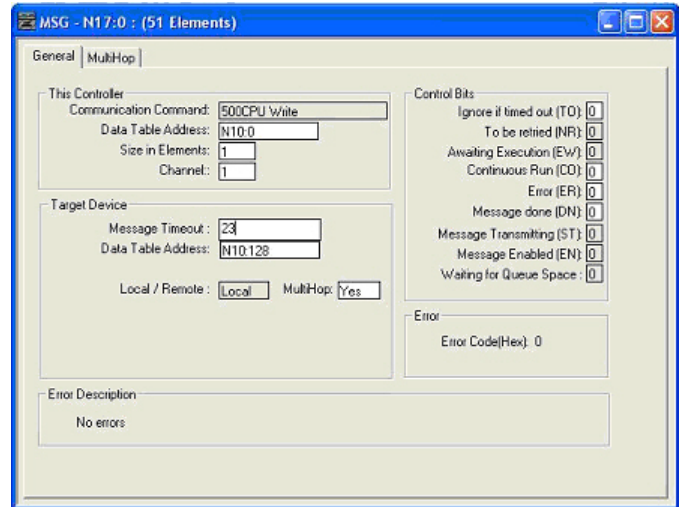 MSG - N17:0 : (51 Elements)
General MultiHop
This Controller
Communication Command: 500CPU Write
Data Table Address: N10:0
Size in Elements: 1
Channel:: 1
Target Device
Message Timeout : 23
Data Table Address: N10:128
Local / Remote : Local MultiHop: Yes
Control Bits
Ignore if timed out (TO): 0
To be retried (NR): 0
Awaiting Execution (EW): 0
Continuous Run (CO): 0
Error (ER): 0
Message done (DN): 0
Message Transmitting (ST): 0
Message Enabled (EN): 0
Waiting for Queue Space : 0
Error
Error Code(Hex): 0
Error Description
No errors